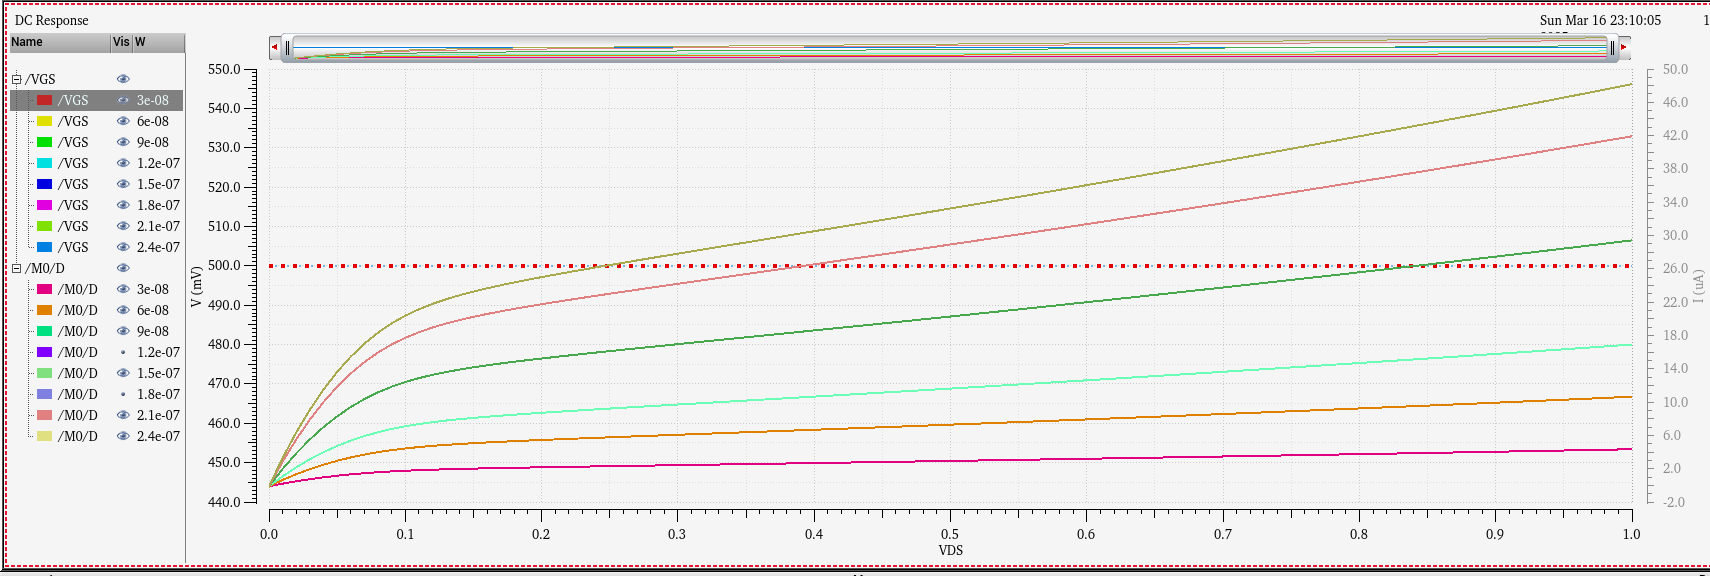 DC Response
Sun Mar 16 23:10:05 1
Name Vis W
/VGS
/VGS 3e-08
/VGS 6e-08
/VGS 9e-08
/VGS 1.2e-07
/VGS 1.5e-07
/VGS 1.8e-07
/VGS 2.1e-07
/VGS 2.4e-07
/M0/D
/M0/D 3e-08
/M0/D 6e-08
/M0/D 9e-08
/M0/D 1.2e-07
/M0/D 1.5e-07
/M0/D 1.8e-07
/M0/D 2.1e-07
/M0/D 2.4e-07
V (mV)
550.0
540.0
530.0
520.0
510.0
500.0
490.0
480.0
470.0
460.0
450.0
440.0
0.0 0.1 0.2 0.3 0.4 0.5 0.6 0.7 0.8 0.9 1.0
VDS
50.0
46.0
42.0
38.0
34.0
30.0
26.0
22.0
18.0
14.0
10.0
6.0
2.0
-2.0
I (uA)